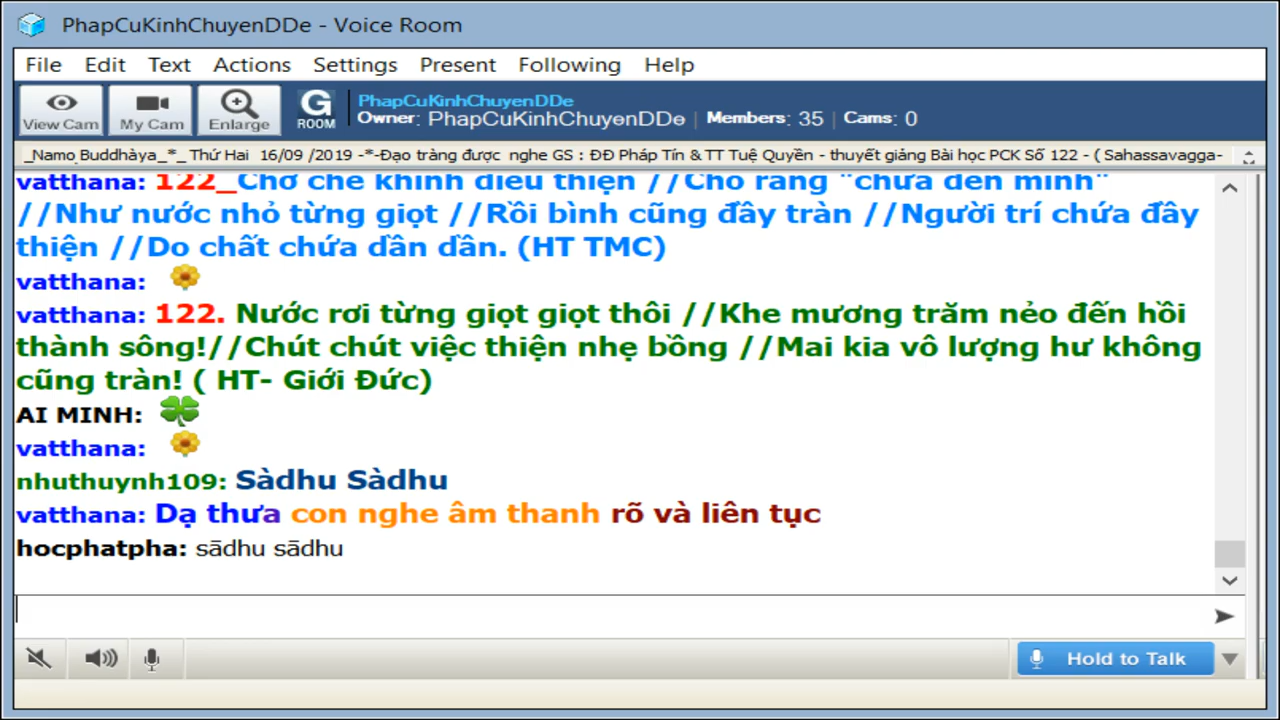 PhapCuKinhChuyenDDe - Voice Room
File Edit Text Actions Settings Present Following Help
View Cam My Cam Enlarge G ROOM PhapCuKinhChuyenDDe
Owner: PhapCuKinhChuyenDDe | Members: 35 | Cams: 0
_Namo Buddhàya_*_ Thứ Hai 16/09 /2019 -*-Đạo tràng được nghe GS : ĐĐ Pháp Tín & TT Tuệ Quyền - thuyết giảng Bài học PCK Số 122 - ( Sahassavagga-
vatthana: 122_Chớ chê khinh điều thiện //Cho rằng "chưa đến mình"
//Như nước nhỏ từng giọt //Rồi bình cũng đầy tràn //Người trí chứa đầy
thiện //Do chất chứa dần dần. (HT TMC)
vatthana:
vatthana: 122. Nước rơi từng giọt giọt thôi //Khe mương trăm nẻo đến hồi
thành sông!//Chút chút việc thiện nhẹ bồng //Mai kia vô lượng hư không
cũng tràn! ( HT- Giới Đức)
AI MINH:
vatthana:
nhuthuynh109: Sàdhu Sàdhu
vatthana: Dạ thưa con nghe âm thanh rõ và liên tục
hocphatpha: sādhu sādhu
Hold to Talk